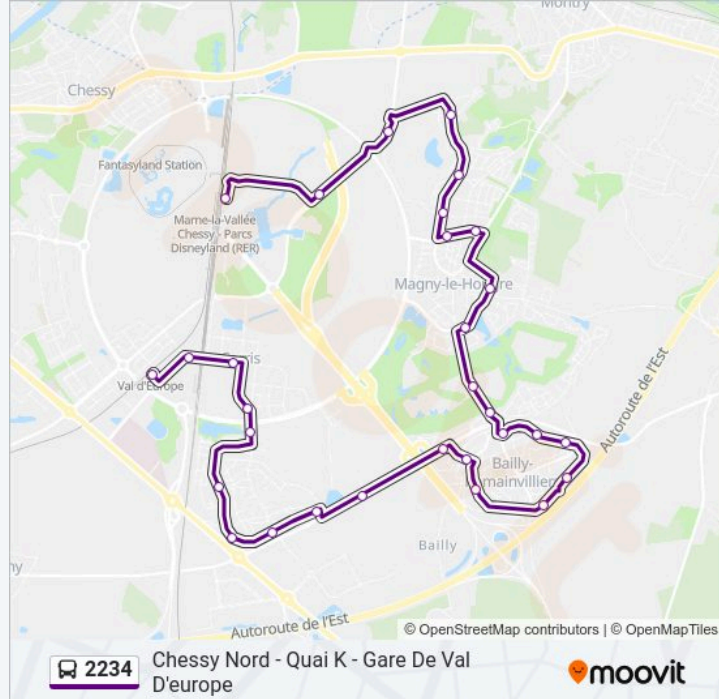 Montry
Chessy
Fantasyland Station
Marne-la-Vallée
Chessy - Parcs
Disneyland (RER)
Magny-le-Hongre
Serris
Val d'Europe
Autoroute de l'Est
Bailly-
Romainvilliers
Bailly
Autoroute de l'Est
© OpenStreetMap contributors | © OpenMapTiles
2234
Chessy Nord - Quai K - Gare De Val
D'europe
moovit